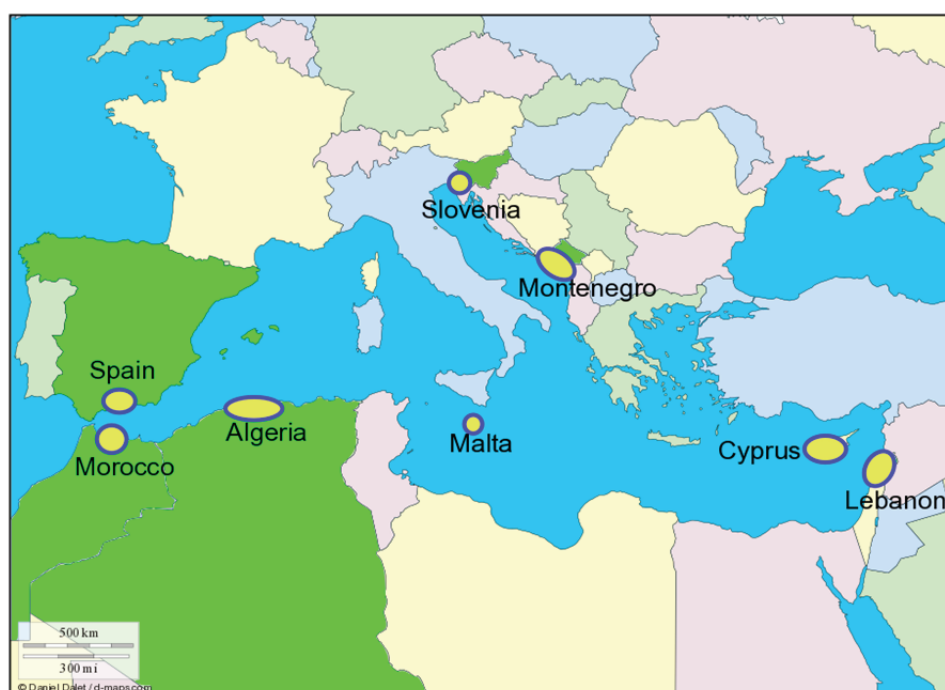 Slovenia
Montenegro
Spain
Algeria
Morocco
Malta
Cyprus
Lebanon
500 km
300 mi
© Daniel Dalet / d-maps.com